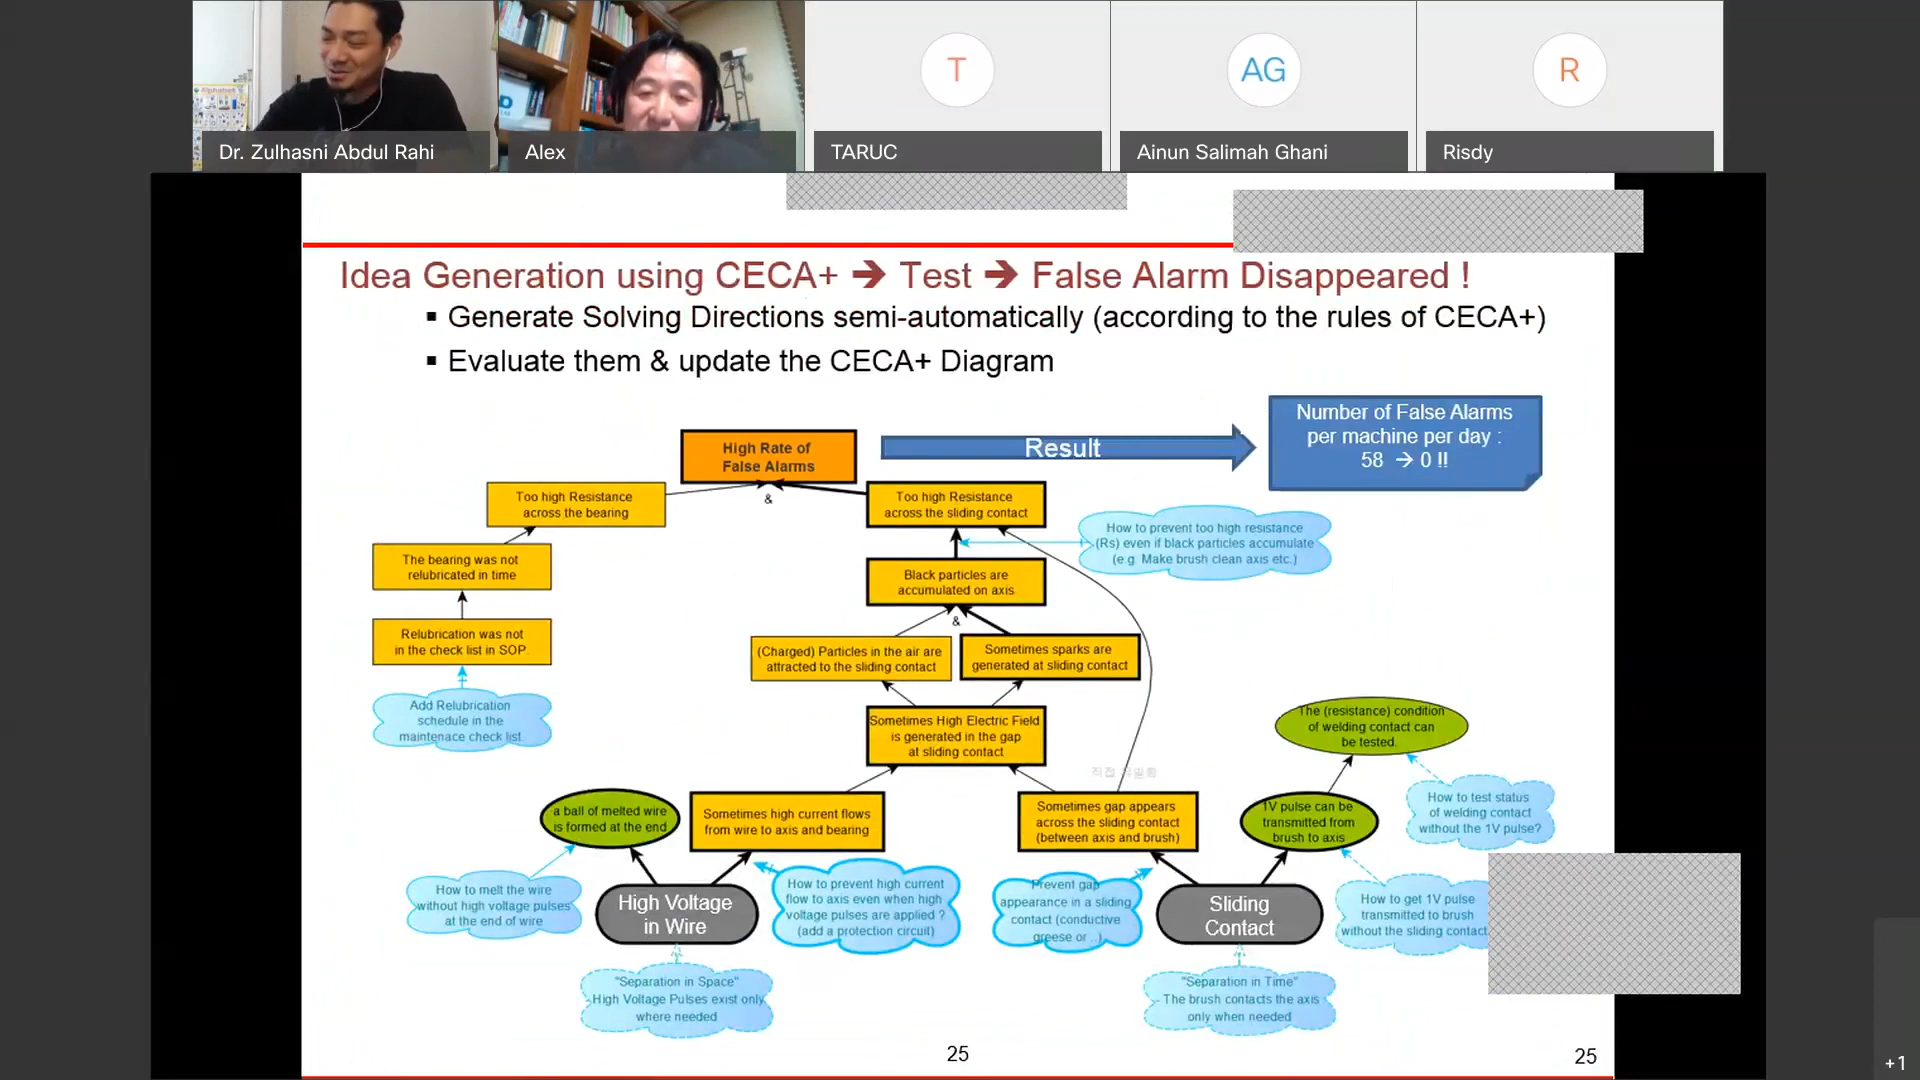 Alphabet
Dr. Zulhasni Abdul Rahi
Alex
T
TARUC
AG
Ainun Salimah Ghani
R
Risdy
Idea Generation using CECA+ ➔ Test ➔ False Alarm Disappeared !
▪ Generate Solving Directions semi-automatically (according to the rules of CECA+)
▪ Evaluate them & update the CECA+ Diagram
Number of False Alarms
per machine per day :
58 → 0 !!
Result
High Rate of
False Alarms
&
Too high Resistance
across the bearing
Too high Resistance
across the sliding contact
How to prevent too high resistance
(Rs) even if black particles accumulate
(e.g. Make brush clean axis etc.)
The bearing was not
relubricated in time
Black particles are
accumulated on axis
&
Relubrication was not
in the check list in SOP.
(Charged) Particles in the air are
attracted to the sliding contact
Sometimes sparks are
generated at sliding contact
Add Relubrication
schedule in the
maintenace check list.
Sometimes High Electric Field
is generated in the gap
at sliding contact
The (resistance) condition
of welding contact can
be tested.
a ball of melted wire
is formed at the end
Sometimes high current flows
from wire to axis and bearing
Sometimes gap appears
across the sliding contact
(between axis and brush)
1V pulse can be
transmitted from
brush to axis
How to test status
of welding contact
without the 1V pulse?
How to melt the wire
without high voltage pulses
at the end of wire
High Voltage
in Wire
How to prevent high current
flow to axis even when high
voltage pulses are applied ?
(add a protection circuit)
Prevent gap
appearance in a sliding
contact (conductive
greese or ..)
Sliding
Contact
How to get 1V pulse
transmitted to brush
without the sliding contact
"Separation in Space"
High Voltage Pulses exist only
where needed
"Separation in Time"
The brush contacts the axis
only when needed
25
25
+1